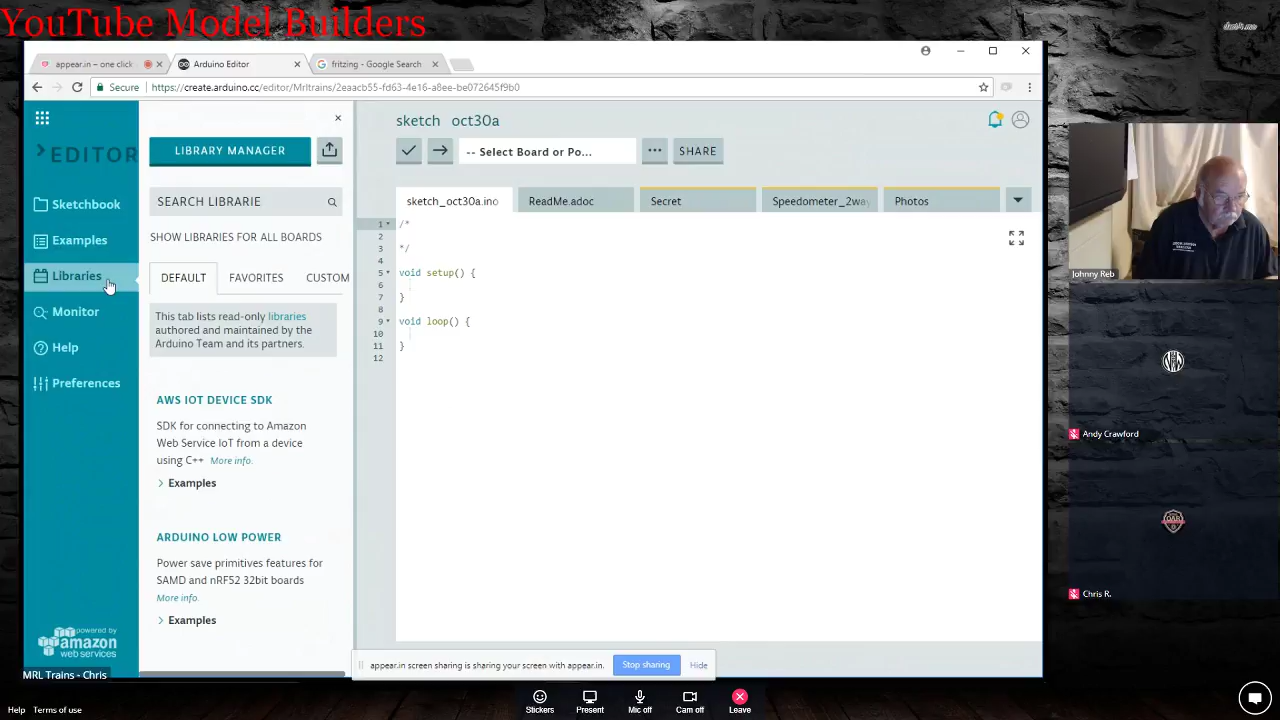 YouTube Model Builders
appear.in – one click
Arduino Editor
fritzing - Google Search
Secure
https://create.arduino.cc/editor/Mrltrains/2eaacb55-fd63-4e16-a8ee-be072645f9b0
EDITOR
Sketchbook
Examples
Libraries
Monitor
Help
Preferences
powered by
amazon
web services
MRL Trains - Chris
LIBRARY MANAGER
SEARCH LIBRARIE
SHOW LIBRARIES FOR ALL BOARDS
DEFAULT
FAVORITES
CUSTOM
This tab lists read-only libraries
authored and maintained by the
Arduino Team and its partners.
AWS IOT DEVICE SDK
SDK for connecting to Amazon
Web Service IoT from a device
using C++ More info.
Examples
ARDUINO LOW POWER
Power save primitives features for
SAMD and nRF52 32bit boards
More info.
Examples
sketch_oct30a
-- Select Board or Po...
SHARE
sketch_oct30a.ino
ReadMe.adoc
Secret
Speedometer_2way
Photos
1 /*
2
3 */
4
5 void setup() {
6
7 }
8
9 void loop() {
10
11 }
12
appear.in screen sharing is sharing your screen with appear.in.
Stop sharing
Hide
Johnny Reb
Andy Crawford
Chris R.
Help
Terms of use
Stickers
Present
Mic off
Cam off
Leave